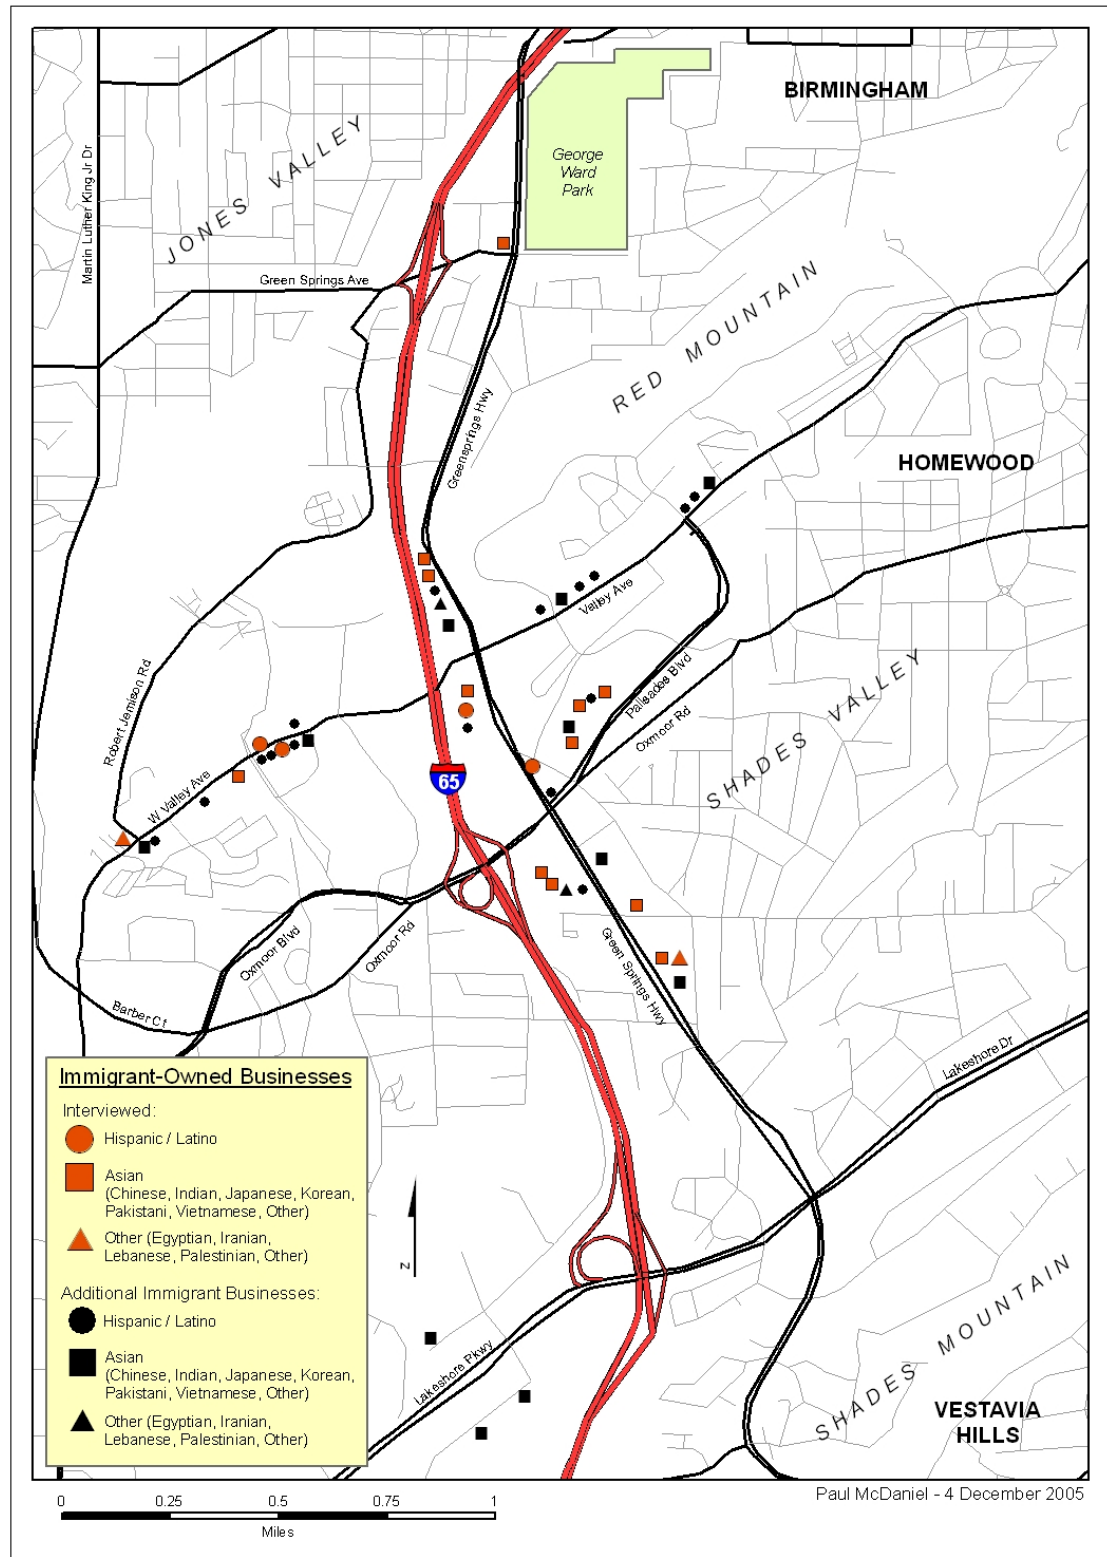 BIRMINGHAM
George
Ward
Park
JONES VALLEY
Martin Luther King Jr Dr
Green Springs Ave
RED MOUNTAIN
Greensprings Hwy
HOMEWOOD
Valley Ave
Robert Jemison Rd
Palisades Blvd
Oxmoor Rd
SHADES VALLEY
W Valley Ave
65
Oxmoor Blvd
Oxmoor Rd
Green Springs Hwy
Barber Ct
Lakeshore Dr
Immigrant-Owned Businesses
Interviewed:
Hispanic / Latino
Asian
(Chinese, Indian, Japanese, Korean,
Pakistani, Vietnamese, Other)
Other (Egyptian, Iranian,
Lebanese, Palestinian, Other)
Additional Immigrant Businesses:
Hispanic / Latino
Asian
(Chinese, Indian, Japanese, Korean,
Pakistani, Vietnamese, Other)
Other (Egyptian, Iranian,
Lebanese, Palestinian, Other)
N
Lakeshore Pkwy
SHADES MOUNTAIN
VESTAVIA
HILLS
Paul McDaniel - 4 December 2005
0 0.25 0.5 0.75 1
Miles